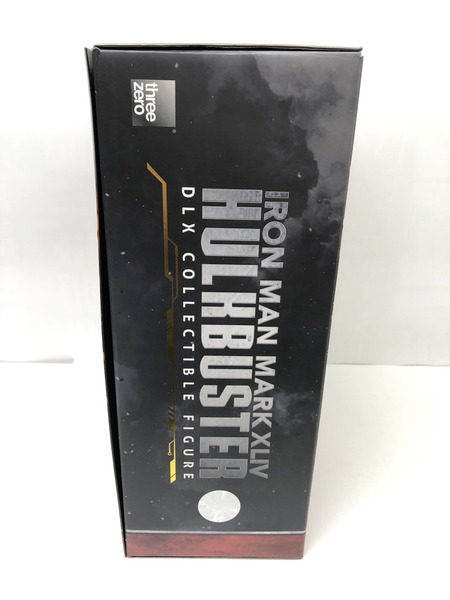 three
zero
IRON MAN MARK XLIV
HULKBUSTER
DLX COLLECTIBLE FIGURE